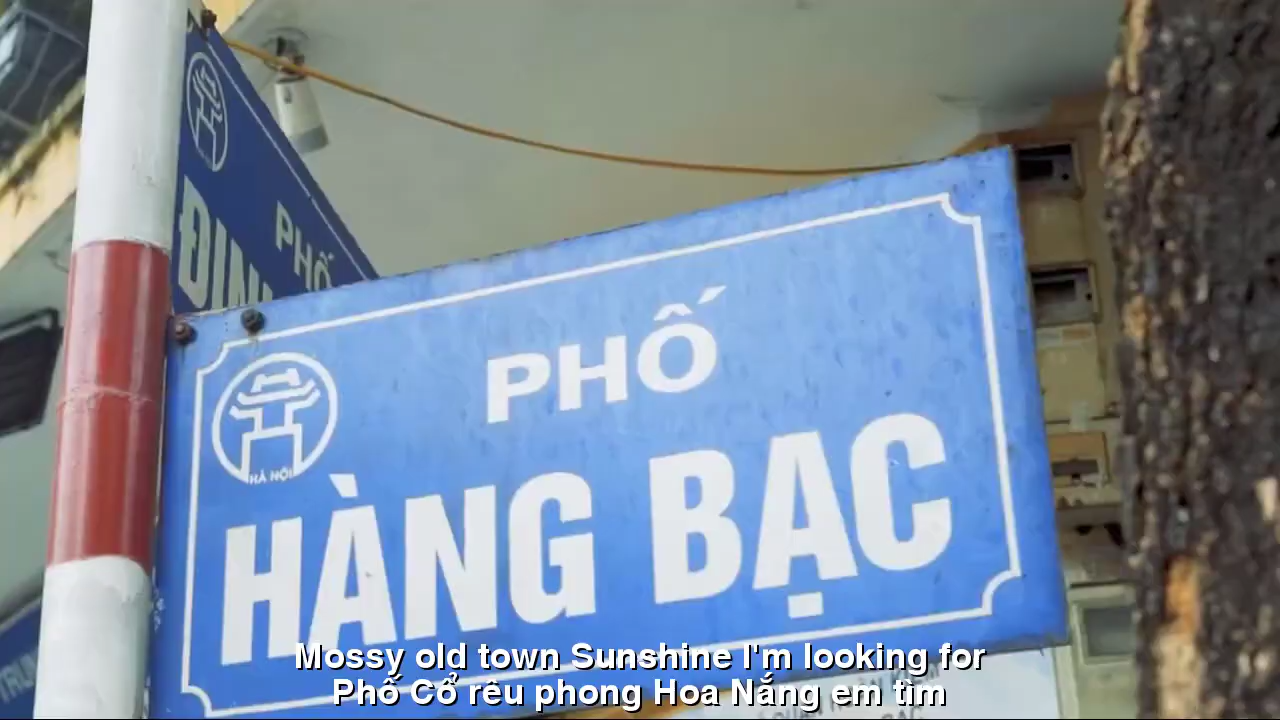 PHỐ
PHỐ
HÀ NỘI
HÀNG BẠC
Mossy old town Sunshine I'm looking for
Phố Cổ rêu phong Hoa Nắng em tìm